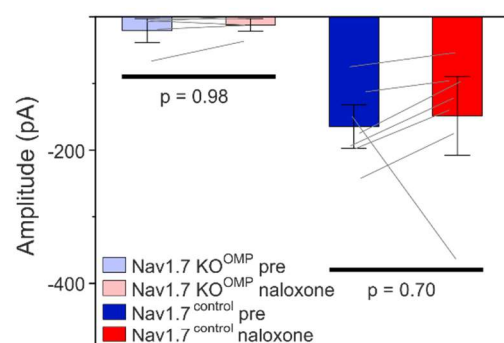 p = 0.98
Amplitude (pA)
-200
-400
p = 0.70
Nav1.7 KO^OMP pre
Nav1.7 KO^OMP naloxone
Nav1.7^control pre
Nav1.7^control naloxone